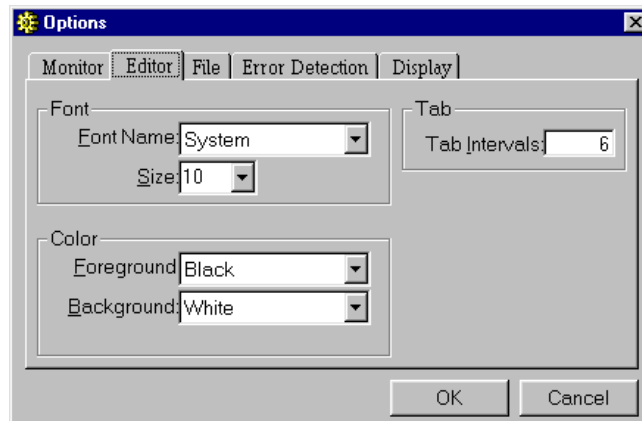 Options
Monitor Editor File Error Detection Display
Font
Font Name: System
Size: 10
Tab
Tab Intervals: 6
Color
Foreground Black
Background: White
OK Cancel